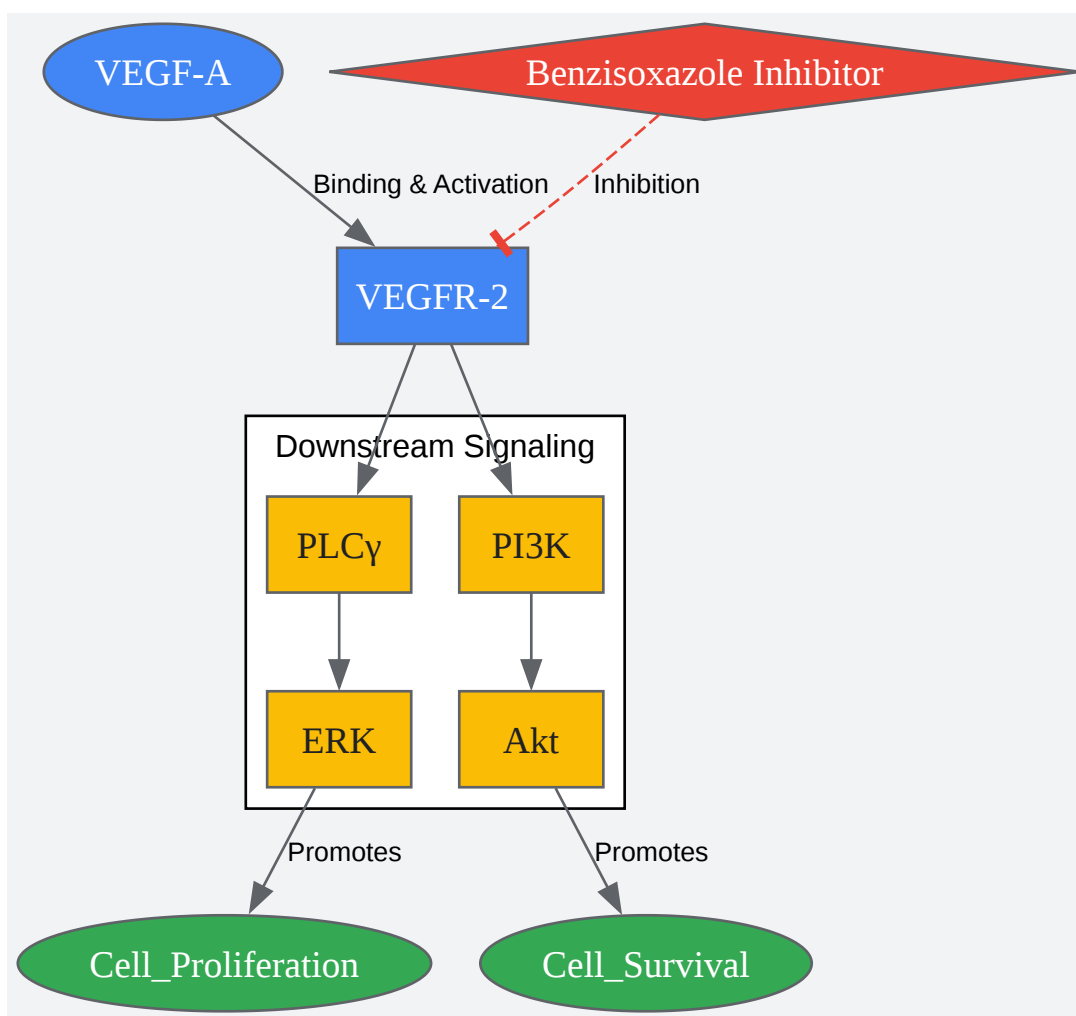 VEGF-A
Benzisoxazole Inhibitor
Binding & Activation
Inhibition
VEGFR-2
Downstream Signaling
PLCγ
PI3K
ERK
Akt
Promotes
Promotes
Cell_Proliferation
Cell_Survival